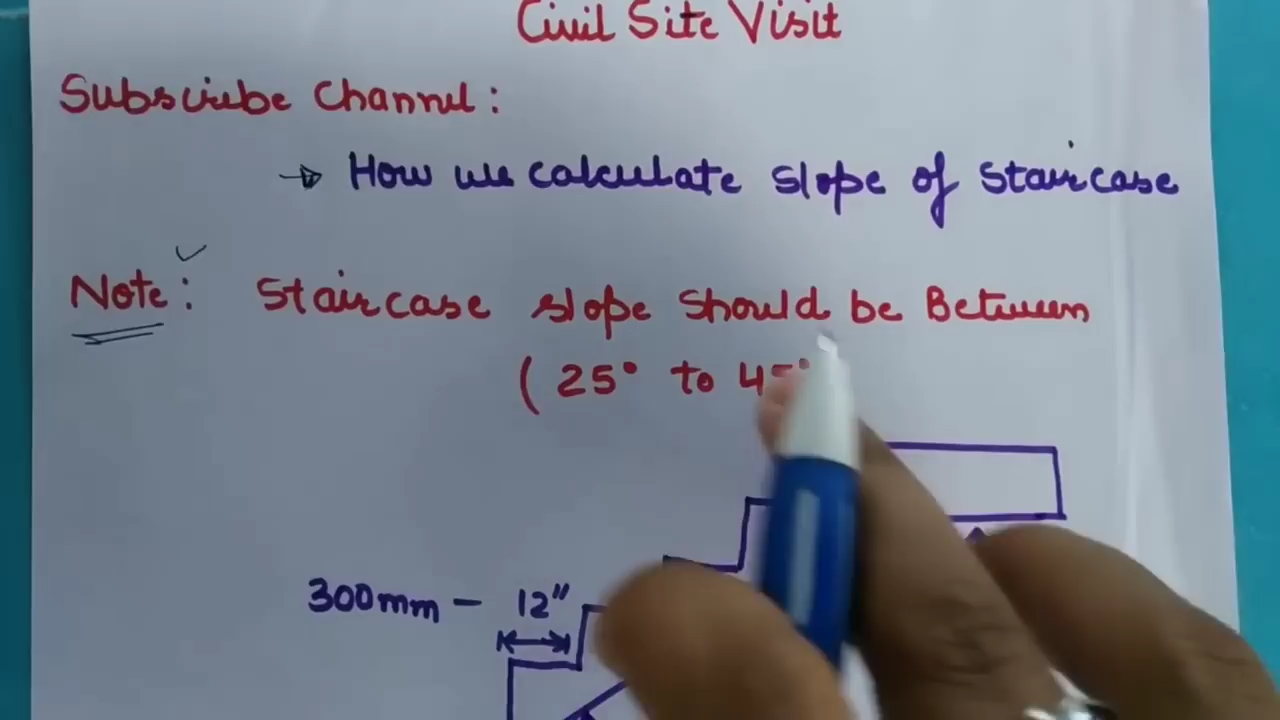 Civil Site Visit
Subscribe Channel:
How we calculate slope of staircase
Note: Staircase slope should be Between
( 25° to 45°
300mm - 12"